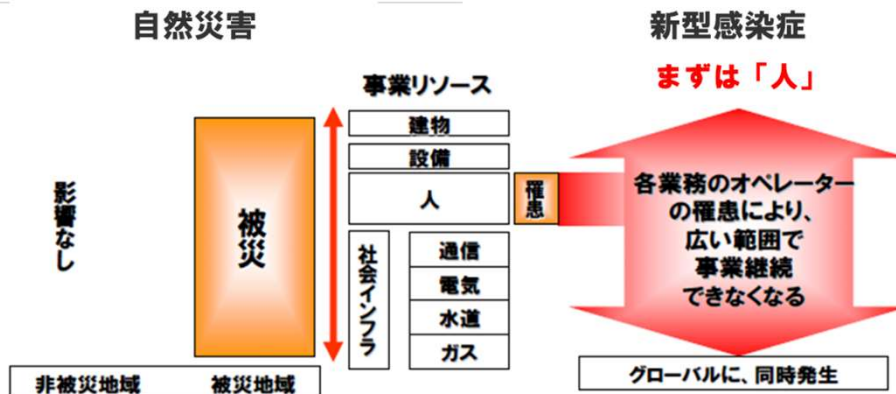 自然災害
新型感染症
まずは「人」
事業リソース
建物
設備
人
罹患
影響なし
被災
社会インフラ
通信
電気
水道
ガス
各業務のオペレーター
の罹患により、
広い範囲で
事業継続
できなくなる
非被災地域
被災地域
グローバルに、同時発生